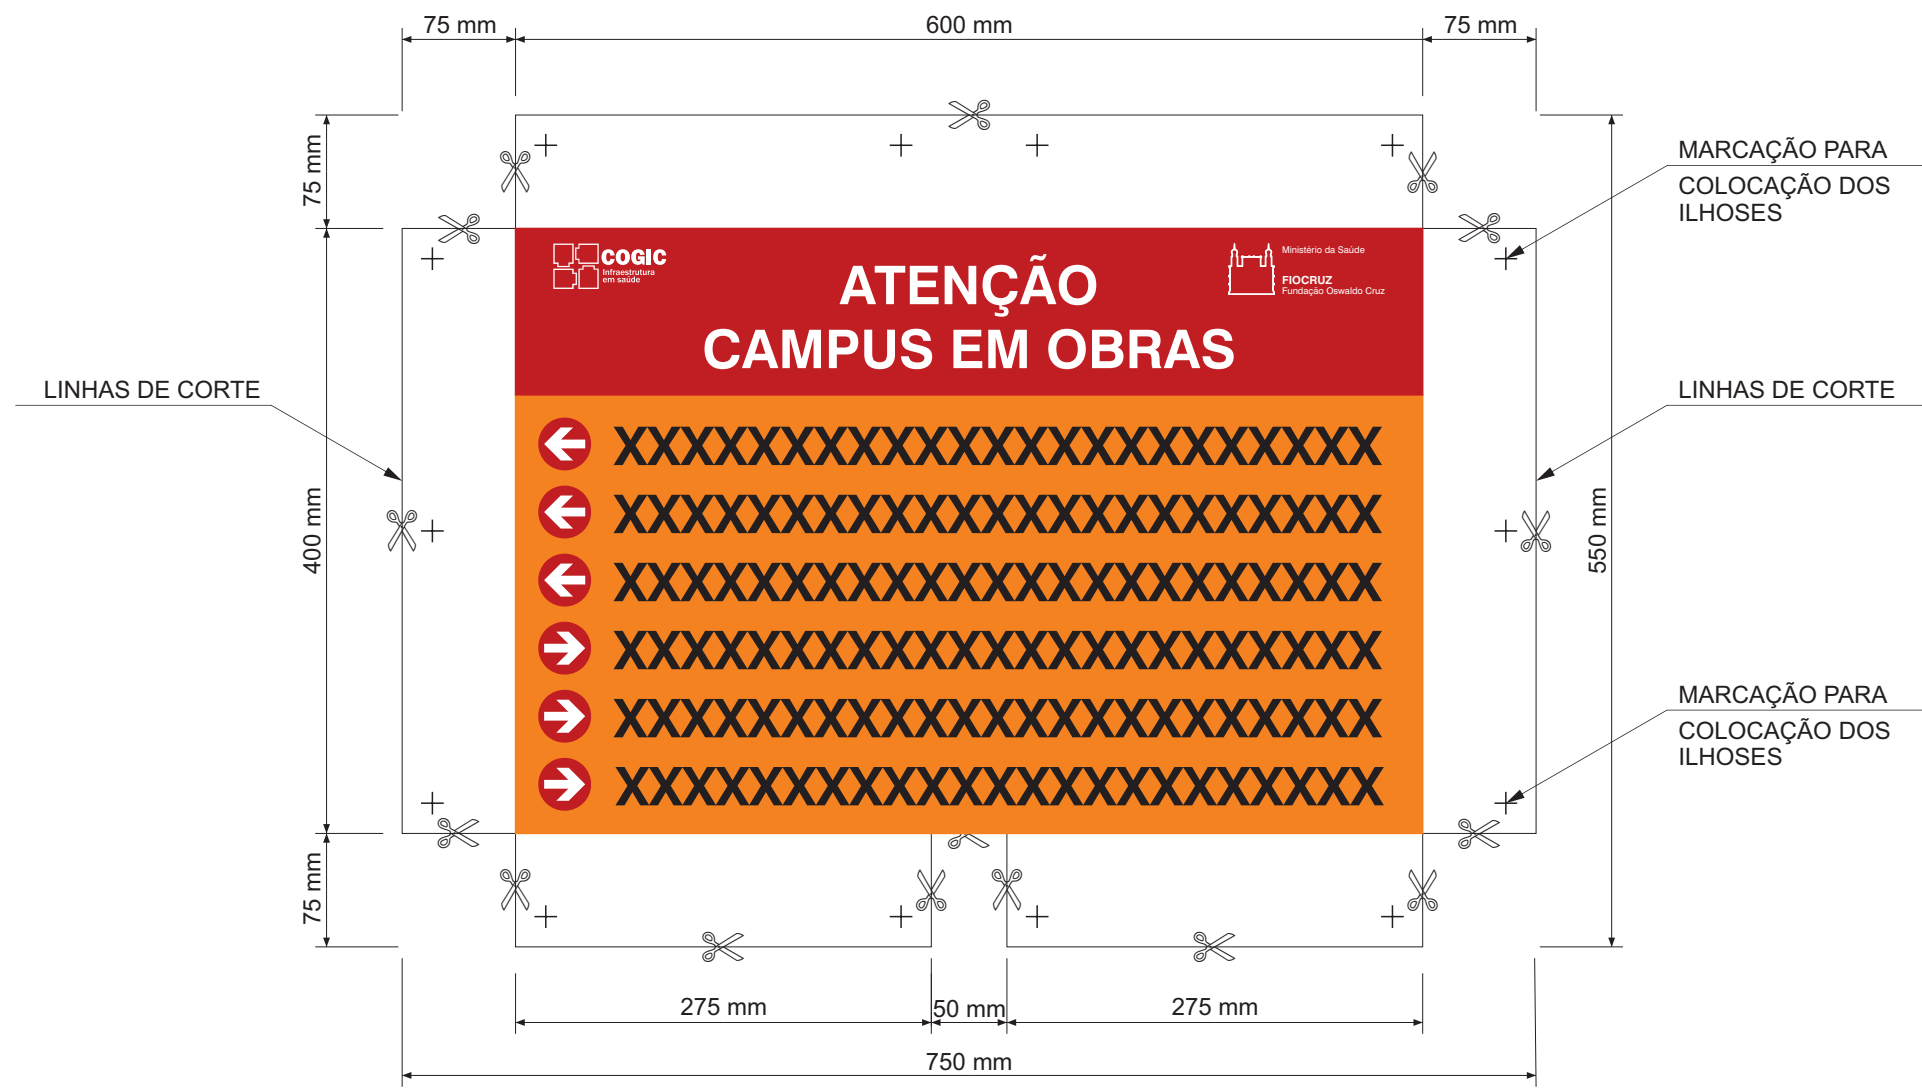 75 mm
600 mm
75 mm
75 mm
MARCAÇÃO PARA
COLOCAÇÃO DOS
ILHOSES
COGIC
Infraestrutura
em saúde
ATENÇÃO
CAMPUS EM OBRAS
Ministério da Saúde
FIOCRUZ
Fundação Oswaldo Cruz
LINHAS DE CORTE
LINHAS DE CORTE
400 mm
550 mm
XXXXXXXXXXXXXXXXXXXXXXX
XXXXXXXXXXXXXXXXXXXXXXX
XXXXXXXXXXXXXXXXXXXXXXX
XXXXXXXXXXXXXXXXXXXXXXX
XXXXXXXXXXXXXXXXXXXXXXX
XXXXXXXXXXXXXXXXXXXXXXX
MARCAÇÃO PARA
COLOCAÇÃO DOS
ILHOSES
75 mm
275 mm
50 mm
275 mm
750 mm